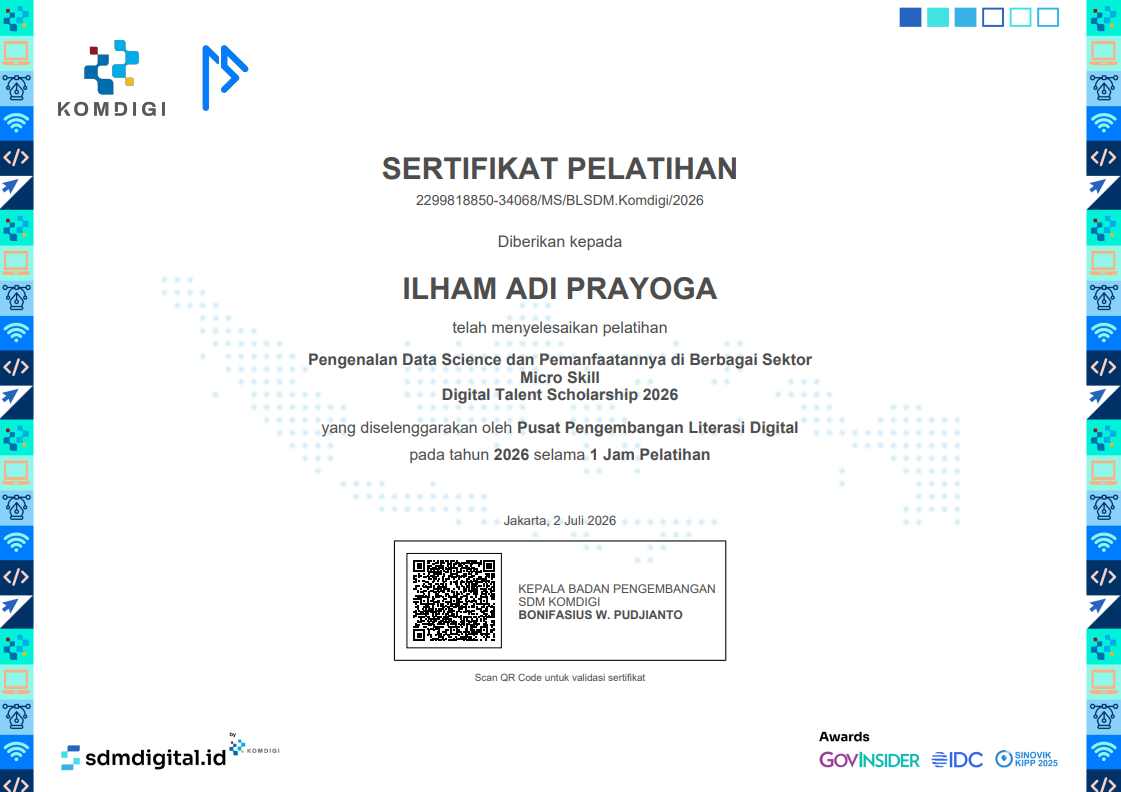 KOMDIGI
SERTIFIKAT PELATIHAN
2299818850-34068/MS/BLSDM.Komdigi/2026
Diberikan kepada
ILHAM ADI PRAYOGA
telah menyelesaikan pelatihan
Pengenalan Data Science dan Pemanfaatannya di Berbagai Sektor
Micro Skill
Digital Talent Scholarship 2026
yang diselenggarakan oleh Pusat Pengembangan Literasi Digital
pada tahun 2026 selama 1 Jam Pelatihan
Jakarta, 2 Juli 2026
KEPALA BADAN PENGEMBANGAN
SDM KOMDIGI
BONIFASIUS W. PUDJIANTO
Scan QR Code untuk validasi sertifikat
sdmdigital.id by KOMDIGI
Awards
GOVINSIDER IDC SINOVIK
KIPP 2025